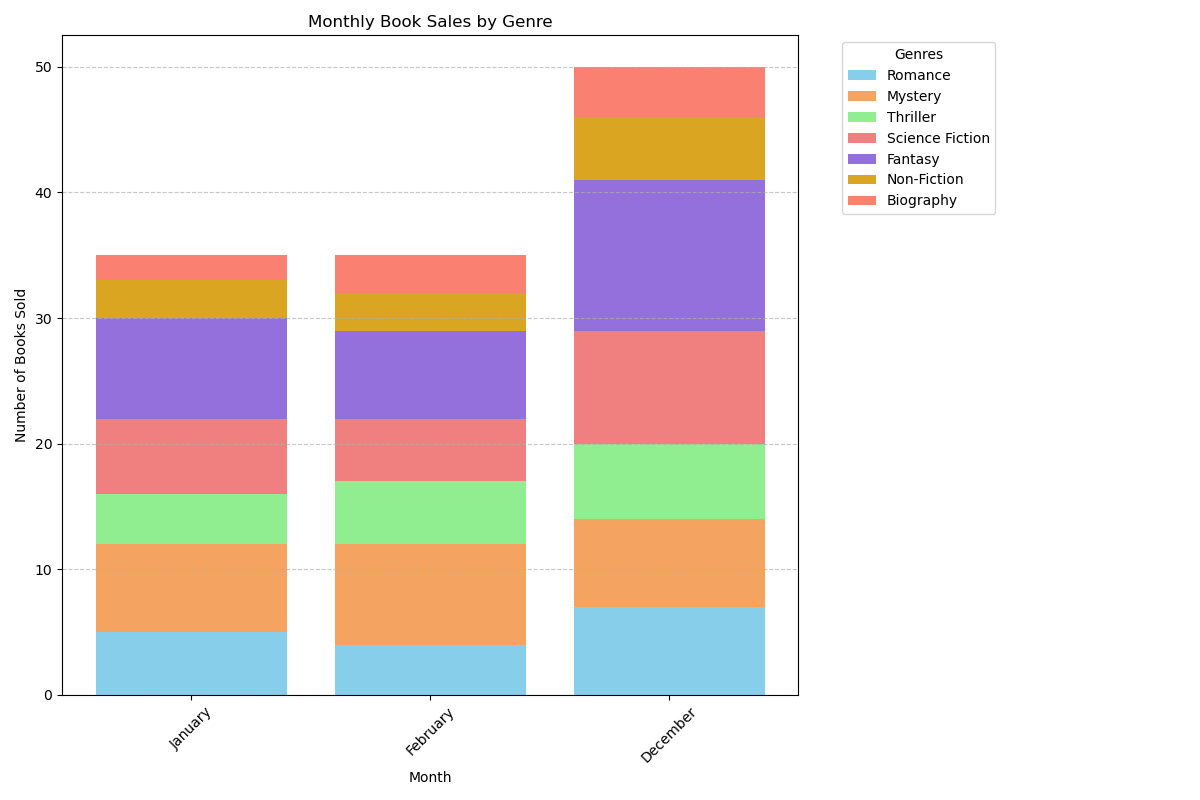 Monthly Book Sales by Genre
Number of Books Sold
50
40
30
20
10
0
January
February
December
Month
Genres
Romance
Mystery
Thriller
Science Fiction
Fantasy
Non-Fiction
Biography